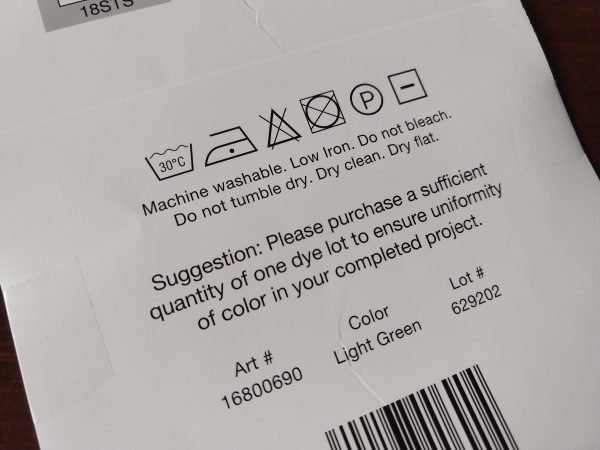 18STS
30°C
P
Machine washable. Low Iron. Do not bleach.
Do not tumble dry. Dry clean. Dry flat.
Suggestion: Please purchase a sufficient
quantity of one dye lot to ensure uniformity
of color in your completed project.
Art # Color Lot #
16800690 Light Green 629202